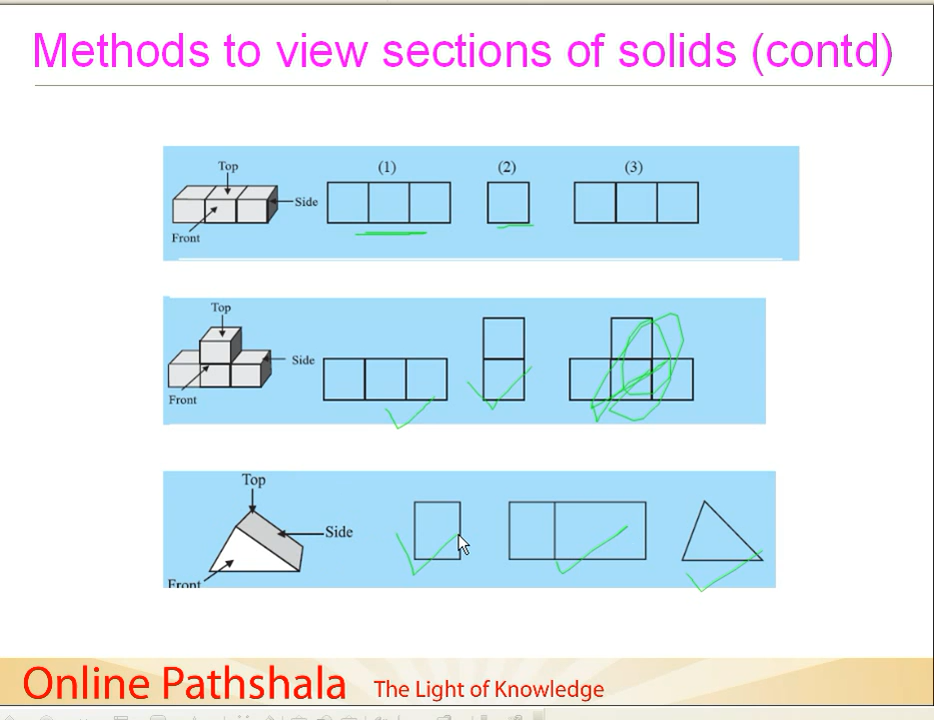 Methods to view sections of solids (contd)
Top
(1)
(2)
(3)
Side
Front
Top
Side
Front
Top
Side
Front
Online Pathshala
The Light of Knowledge